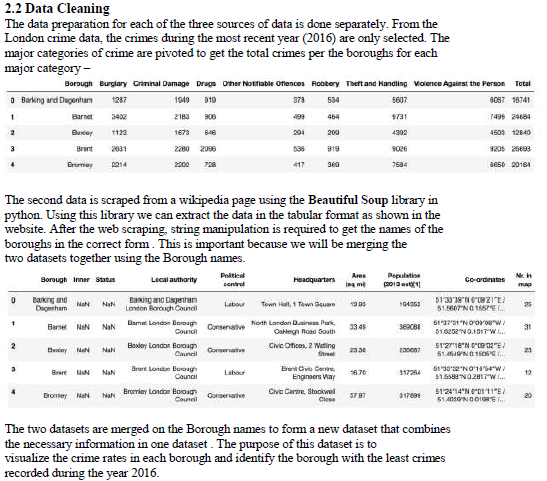 2.2 Data Cleaning
The data preparation for each of the three sources of data is done separately. From the
London crime data, the crimes during the most recent year (2016) are only selected. The
major categories of crime are pivoted to get the total crimes per the boroughs for each
major category –
Borough Burglary Criminal Damage Drugs Other Notifiable Offences Robbery Theft and Handling Violence Against the Person Total
0 Barking and Dagenham 1287 1949 919 378 534 5607 6067 16741
1 Barnet 3402 2183 906 499 464 9731 7499 24684
2 Bexley 1123 1673 646 294 209 4392 4503 12840
3 Brent 2631 2280 2096 536 919 9026 9205 26693
4 Bromley 2214 2202 728 417 369 7584 6650 20164
The second data is scraped from a wikipedia page using the Beautiful Soup library in
python. Using this library we can extract the data in the tabular format as shown in the
website. After the web scraping, string manipulation is required to get the names of the
boroughs in the correct form . This is important because we will be merging the
two datasets together using the Borough names.
Borough Inner Status Local authority Political control Headquarters Area (sq mi) Population (2013 est)[1] Co-ordinates Nr. in map
0 Barking and Dagenham NaN NaN Barking and Dagenham London Borough Council Labour Town Hall, 1 Town Square 13.93 194352 51°33′39″N 0°09′21″E / 51.5607°N 0.1557°E /... 25
1 Barnet NaN NaN Barnet London Borough Council Conservative North London Business Park, Oakleigh Road South 33.49 369088 51°37′31″N 0°09′06″W / 51.6252°N 0.1517°W /... 31
2 Bexley NaN NaN Bexley London Borough Council Conservative Civic Offices, 2 Watling Street 23.38 236687 51°27′18″N 0°09′02″E / 51.4549°N 0.1505°E /... 23
3 Brent NaN NaN Brent London Borough Council Labour Brent Civic Centre, Engineers Way 16.70 317264 51°33′32″N 0°16′54″W / 51.5588°N 0.2817°W /... 12
4 Bromley NaN NaN Bromley London Borough Council Conservative Civic Centre, Stockwell Close 57.97 317899 51°24′14″N 0°01′11″E / 51.4039°N 0.0198°E /... 20
The two datasets are merged on the Borough names to form a new dataset that combines
the necessary information in one dataset . The purpose of this dataset is to
visualize the crime rates in each borough and identify the borough with the least crimes
recorded during the year 2016.